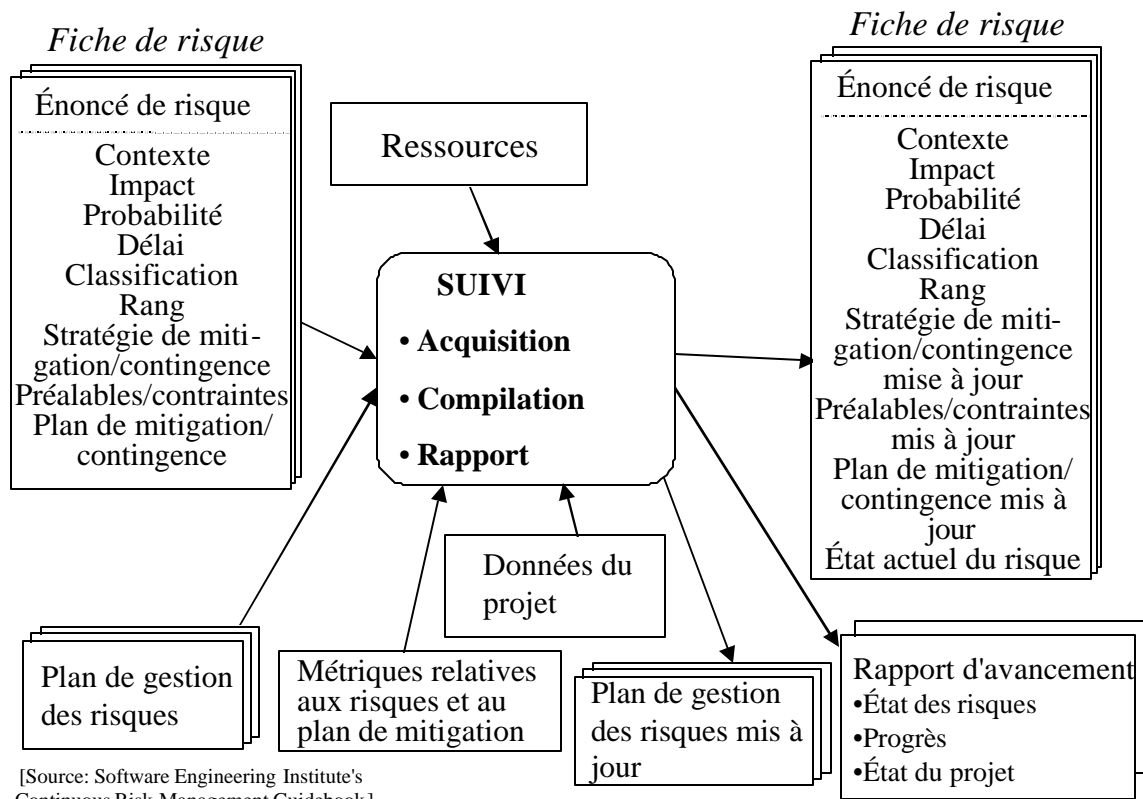 Fiche de risque
Énoncé de risque
Contexte
Impact
Probabilité
Délai
Classification
Rang
Stratégie de miti-
gation/contingence
Préalables/contraintes
Plan de mitigation/
contingence
Ressources
SUIVI
• Acquisition
• Compilation
• Rapport
Fiche de risque
Énoncé de risque
Contexte
Impact
Probabilité
Délai
Classification
Rang
Stratégie de miti-
gation/contingence
mise à jour
Préalables/contraintes
mis à jour
Plan de mitigation/
contingence mis à
jour
État actuel du risque
Plan de gestion
des risques
Métriques relatives
aux risques et au
plan de mitigation
Données du
projet
Plan de gestion
des risques mis à
jour
Rapport d'avancement
•État des risques
•Progrès
•État du projet
[Source: Software Engineering Institute's
Continuous Risk Management Guidebook]